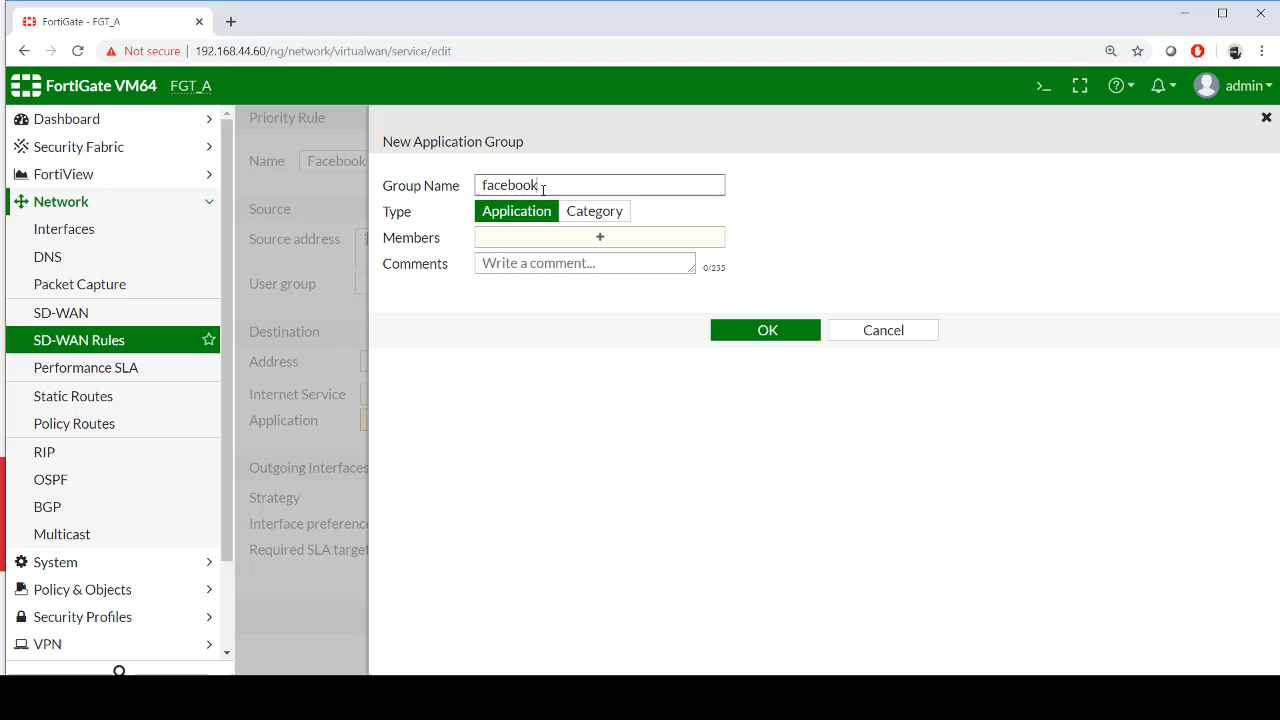 FortiGate - FGT_A
Not secure 192.168.44.60/ng/network/virtualwan/service/edit
FortiGate VM64 FGT_A
>_
admin
Dashboard
Security Fabric
FortiView
Network
Interfaces
DNS
Packet Capture
SD-WAN
SD-WAN Rules
Performance SLA
Static Routes
Policy Routes
RIP
OSPF
BGP
Multicast
System
Policy & Objects
Security Profiles
VPN
Priority Rule
Name Facebook
Source
Source address
User group
Destination
Address
Internet Service
Application
Outgoing Interfaces
Strategy
Interface preference
Required SLA target
New Application Group
Group Name facebook
Type Application Category
Members +
Comments Write a comment... 0/255
OK Cancel